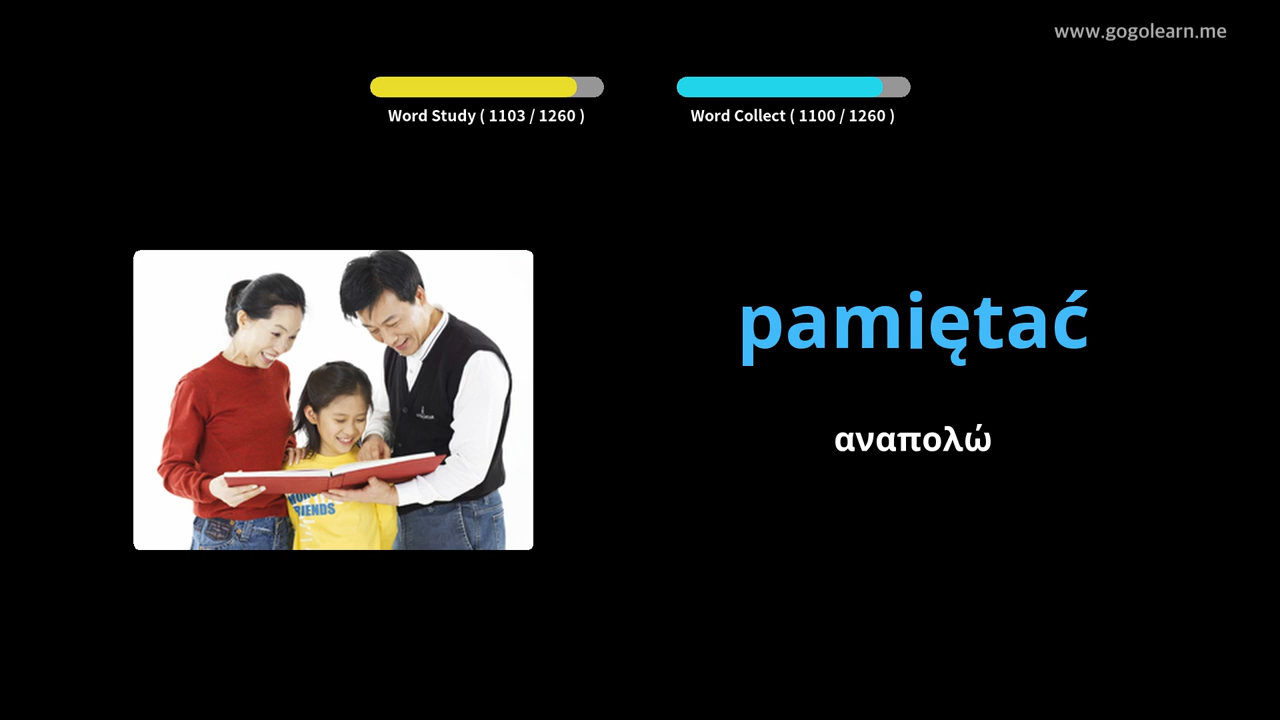 www.gogolearn.me
Word Study ( 1103 / 1260 )
Word Collect ( 1100 / 1260 )
pamiętać
αναπολώ